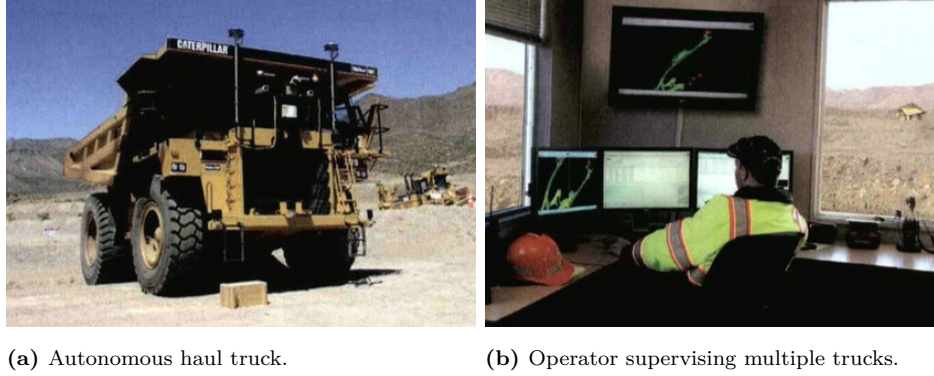 CATERPILLAR
(a) Autonomous haul truck.
(b) Operator supervising multiple trucks.